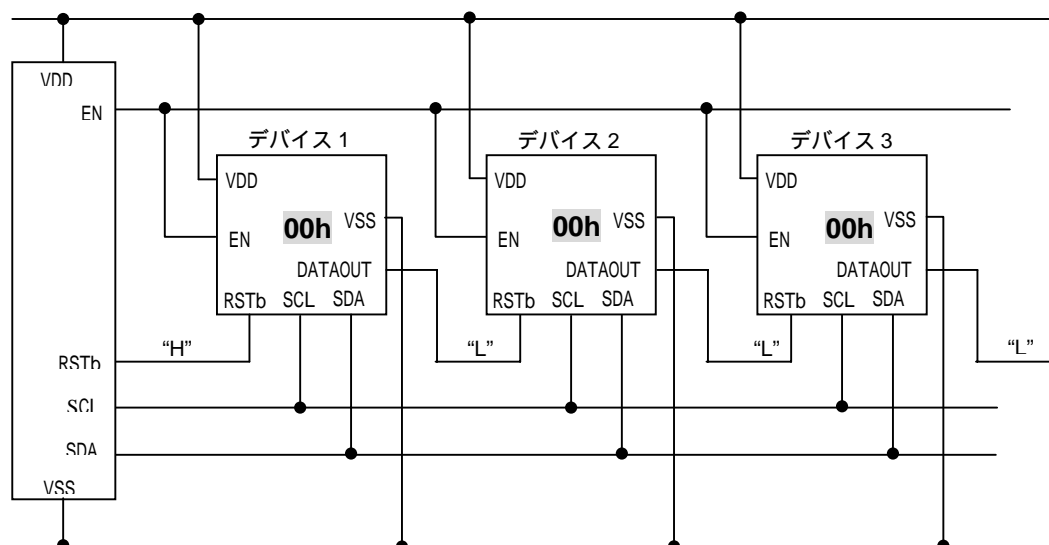 VDD
EN
デバイス 1
デバイス 2
デバイス 3
VDD
00h
VSS
EN
DATAOUT
RSTb SCL SDA
VDD
00h
VSS
EN
DATAOUT
RSTb SCL SDA
VDD
00h
VSS
EN
DATAOUT
RSTb SCL SDA
RSTb
“H”
“L”
“L”
“L”
SCL
SDA
VSS